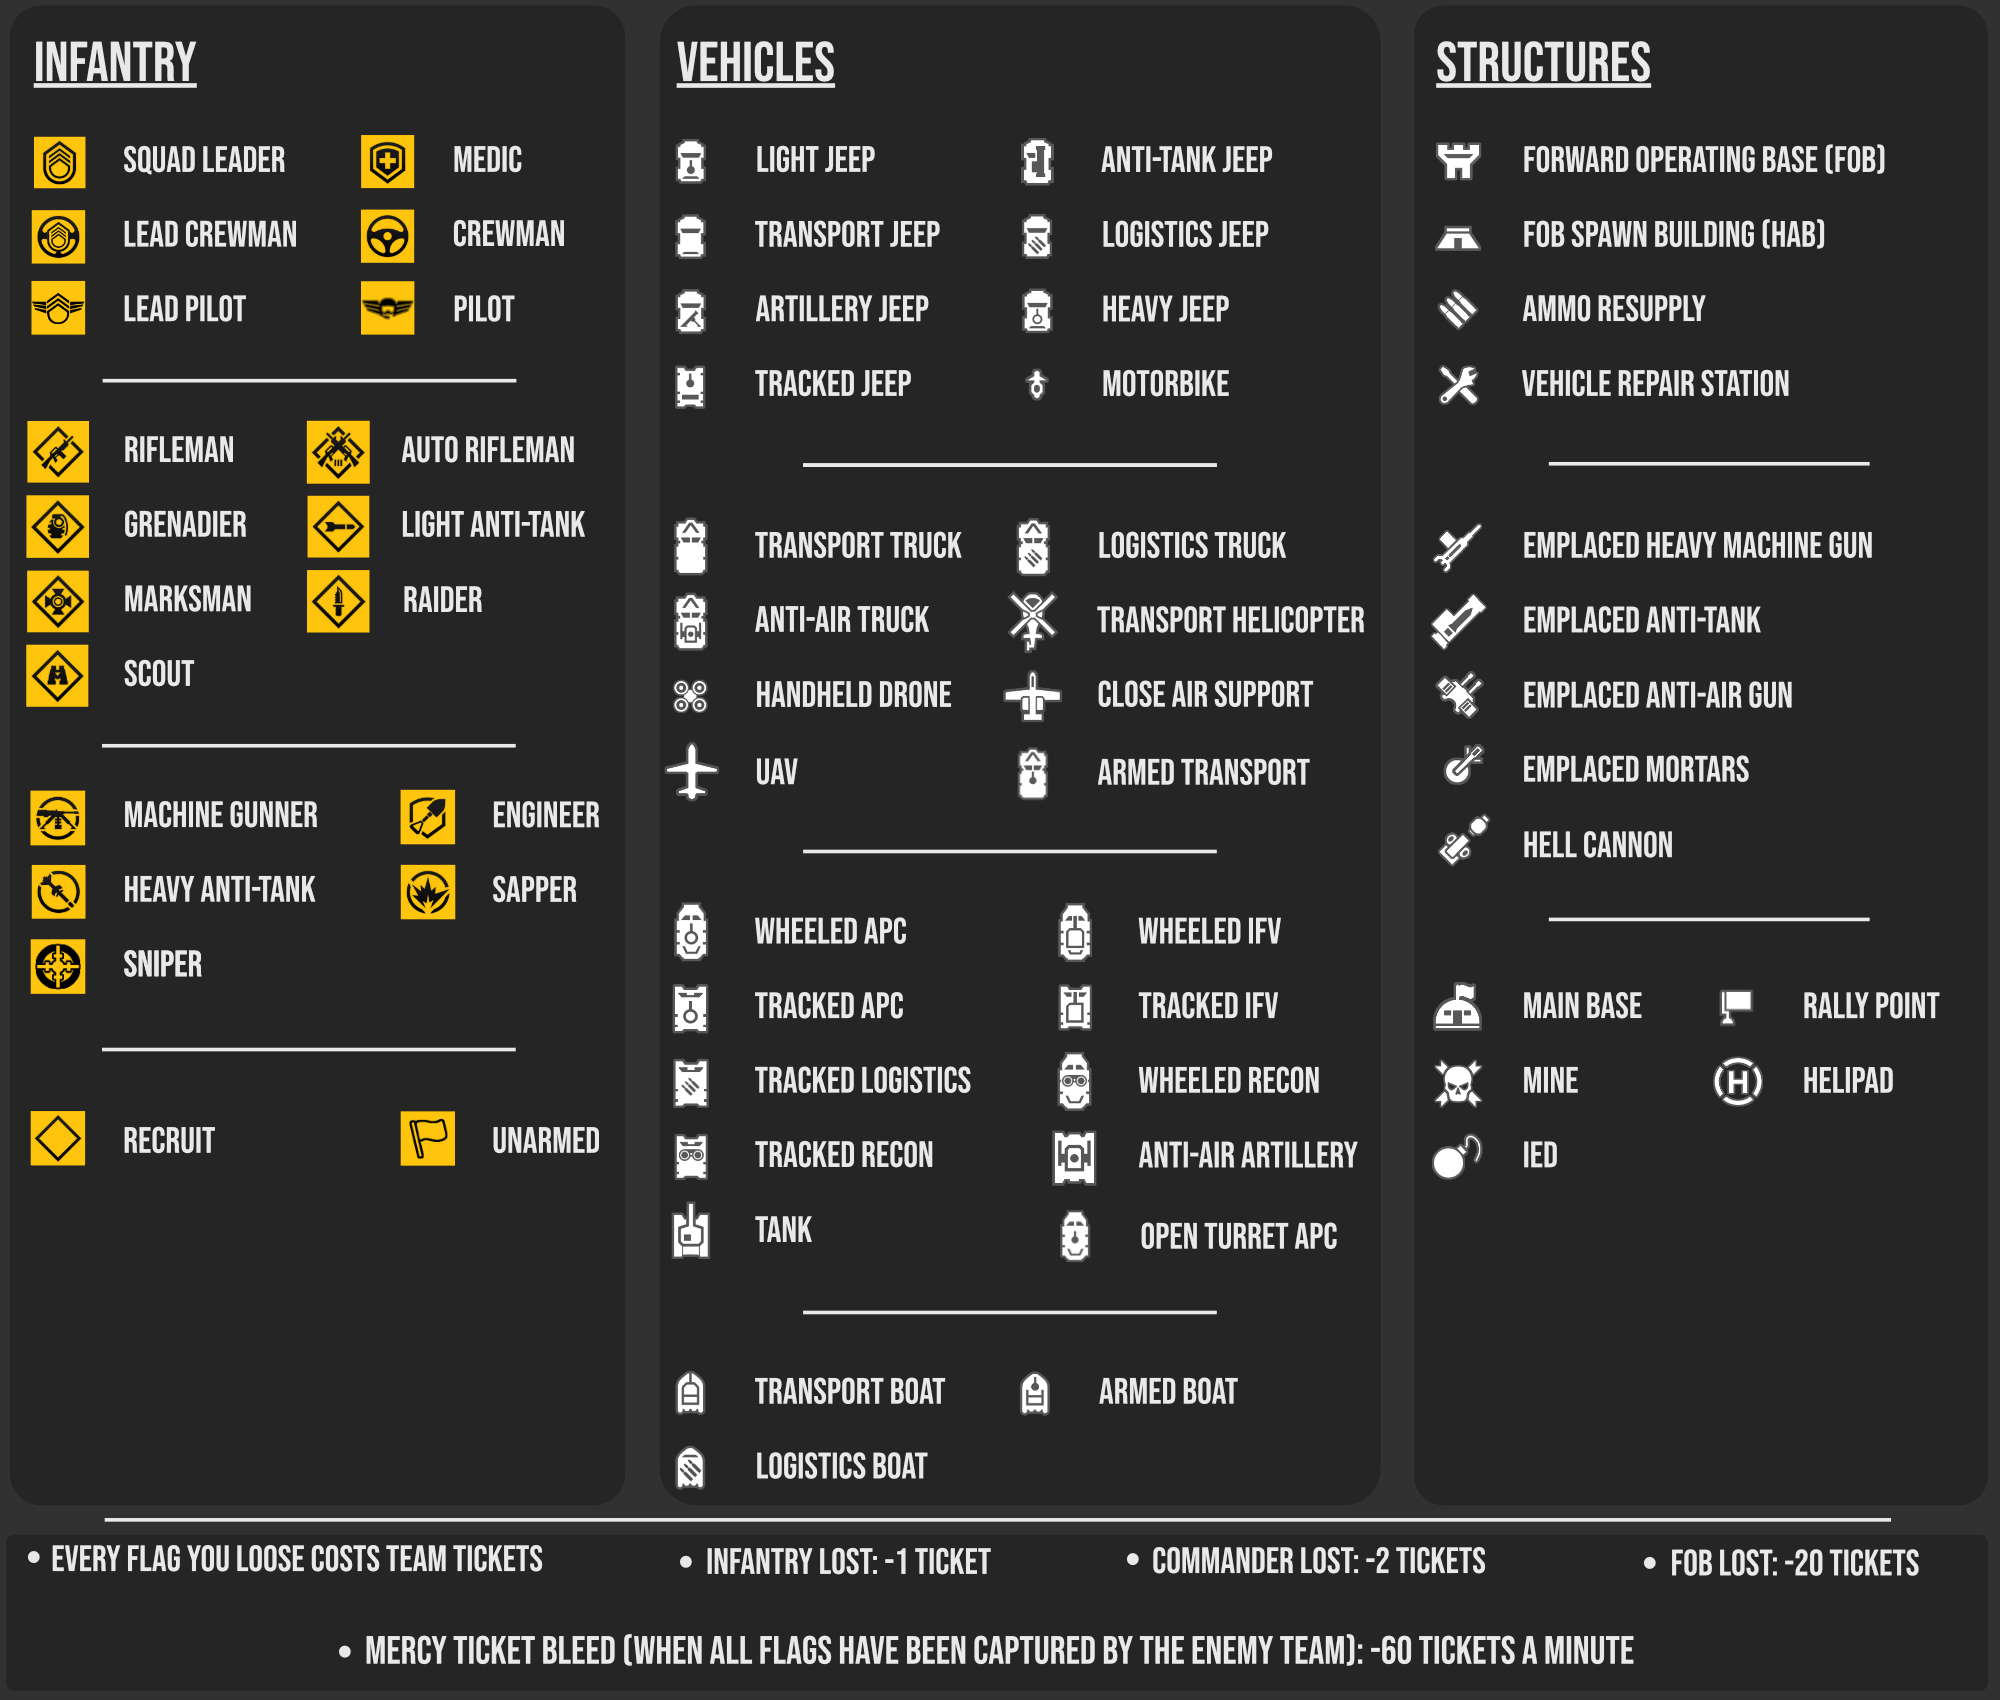 INFANTRY
SQUAD LEADER
MEDIC
LEAD CREWMAN
CREWMAN
LEAD PILOT
PILOT
RIFLEMAN
AUTO RIFLEMAN
GRENADIER
LIGHT ANTI-TANK
MARKSMAN
RAIDER
SCOUT
MACHINE GUNNER
ENGINEER
HEAVY ANTI-TANK
SAPPER
SNIPER
RECRUIT
UNARMED
VEHICLES
LIGHT JEEP
ANTI-TANK JEEP
TRANSPORT JEEP
LOGISTICS JEEP
ARTILLERY JEEP
HEAVY JEEP
TRACKED JEEP
MOTORBIKE
TRANSPORT TRUCK
LOGISTICS TRUCK
ANTI-AIR TRUCK
TRANSPORT HELICOPTER
HANDHELD DRONE
CLOSE AIR SUPPORT
UAV
ARMED TRANSPORT
WHEELED APC
WHEELED IFV
TRACKED APC
TRACKED IFV
TRACKED LOGISTICS
WHEELED RECON
TRACKED RECON
ANTI-AIR ARTILLERY
TANK
OPEN TURRET APC
TRANSPORT BOAT
ARMED BOAT
LOGISTICS BOAT
STRUCTURES
FORWARD OPERATING BASE (FOB)
FOB SPAWN BUILDING (HAB)
AMMO RESUPPLY
VEHICLE REPAIR STATION
EMPLACED HEAVY MACHINE GUN
EMPLACED ANTI-TANK
EMPLACED ANTI-AIR GUN
EMPLACED MORTARS
HELL CANNON
MAIN BASE
RALLY POINT
MINE
H
HELIPAD
IED
• EVERY FLAG YOU LOOSE COSTS TEAM TICKETS
• INFANTRY LOST: -1 TICKET
• COMMANDER LOST: -2 TICKETS
• FOB LOST: -20 TICKETS
• MERCY TICKET BLEED (WHEN ALL FLAGS HAVE BEEN CAPTURED BY THE ENEMY TEAM): -60 TICKETS A MINUTE